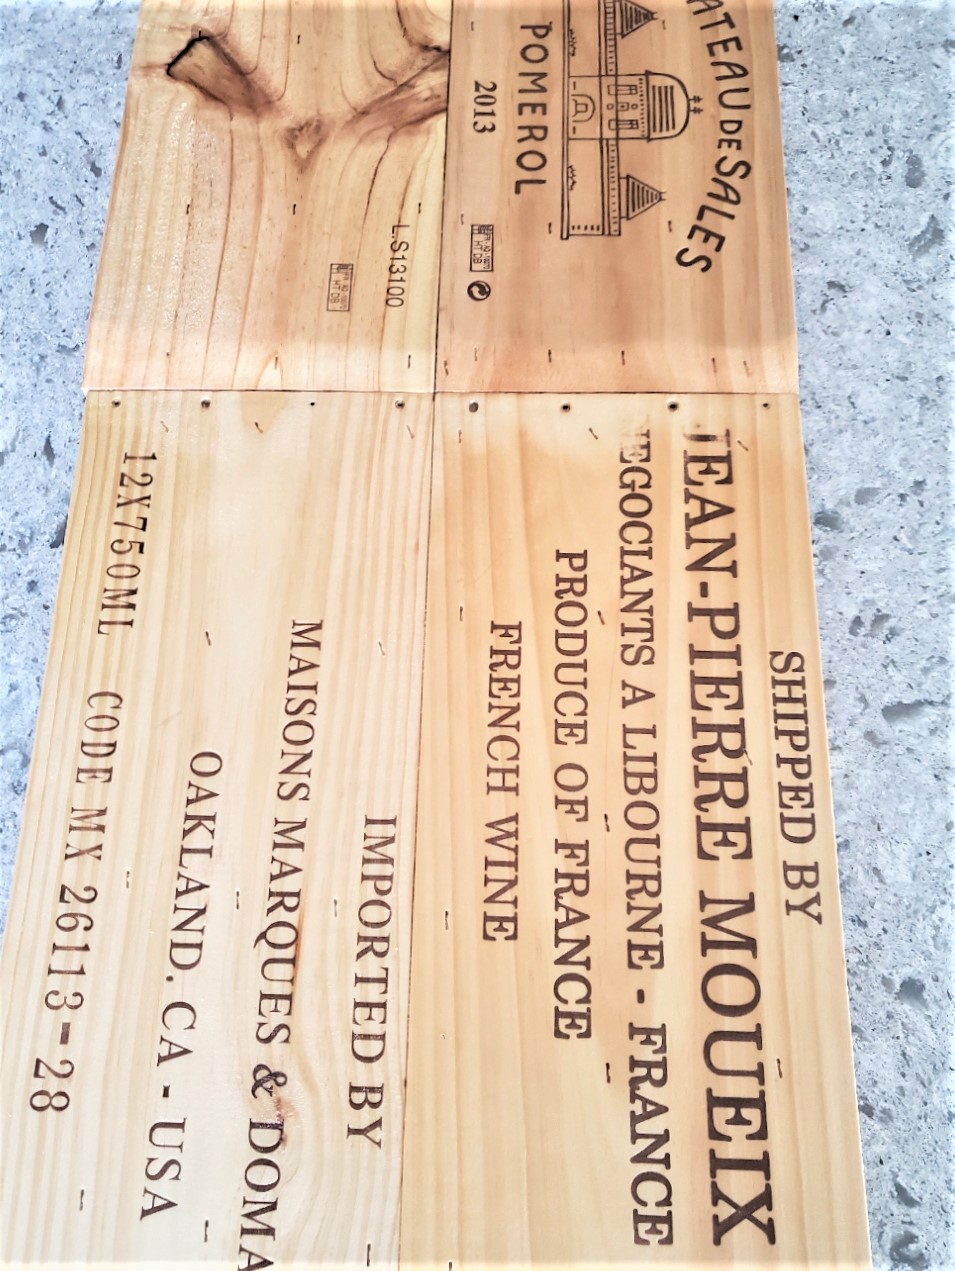 ATEAU DE SALES
POMEROL
2013
L.S13100
SHIPPED BY
JEAN-PIERRE MOUEIX
EGOCIANTS A LIBOURNE - FRANCE
PRODUCE OF FRANCE
FRENCH WINE
IMPORTED BY
MAISONS MARQUES & DOMA
OAKLAND. CA - USA
12X750ML CODE MX 26113-28